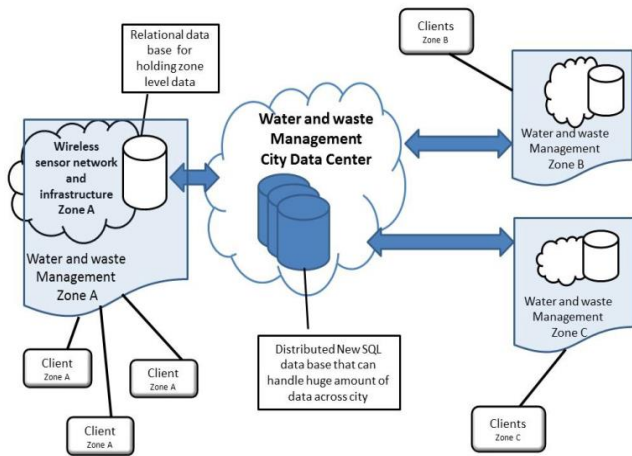 Relational data
base for
holding zone
level data
Clients
Zone B
Water and waste
Management
City Data Center
Wireless
sensor network
and
infrastructure
Zone A
Water and waste
Management
Zone B
Water and waste
Management
Zone A
Water and waste
Management
Zone C
Client
Zone A
Client
Zone A
Client
Zone A
Distributed New SQL
data base that can
handle huge amount of
data across city
Clients
Zone C